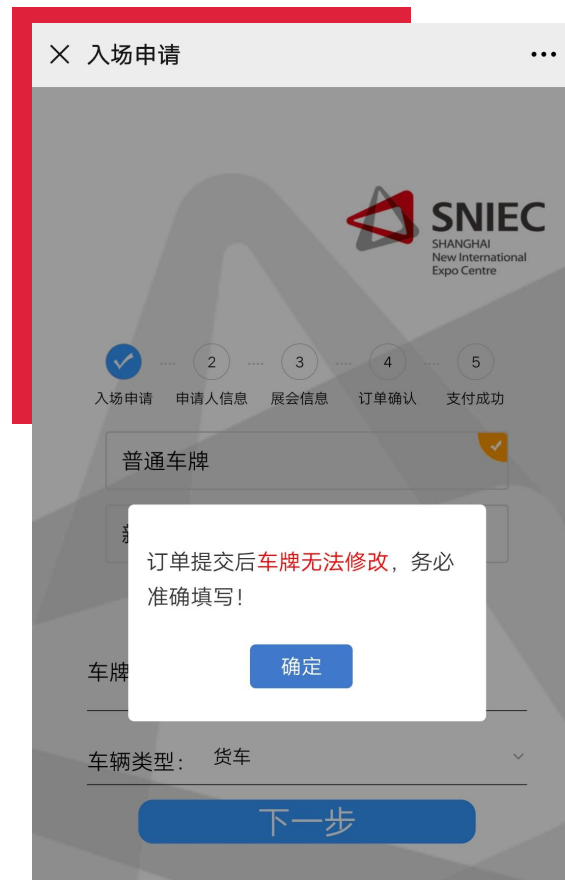 入场申请
SNIEC
SHANGHAI
New International
Expo Centre
2
3
4
5
入场申请
申请人信息
展会信息
订单确认
支付成功
普通车牌
订单提交后车牌无法修改，务必
准确填写！
确定
车牌
车辆类型： 货车
下一步